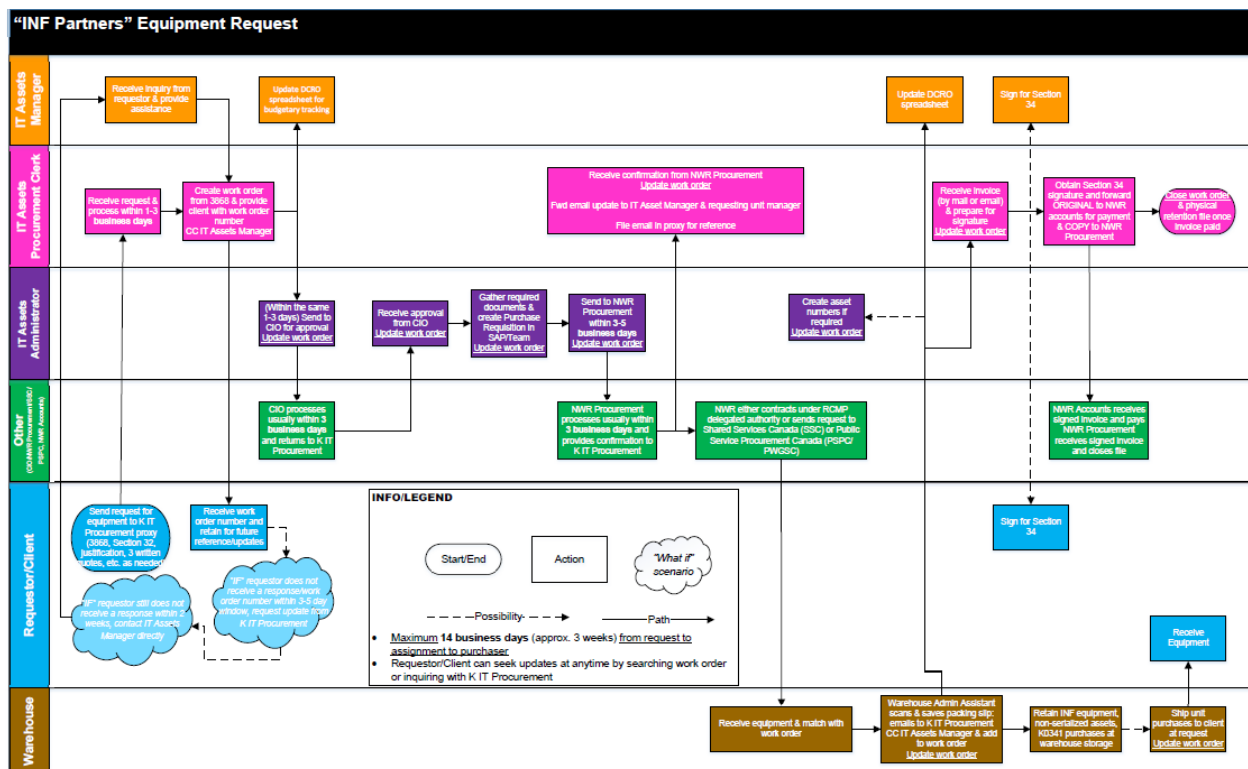 "INF Partners" Equipment Request
IT Assets
Manager
Receive inquiry from
requestor & provide
assistance
Update DCRO
spreadsheet for
budgetary tracking
Update DCRO
spreadsheet
Sign for Section
34
IT Assets
Procurement Clerk
Receive request &
process within 1-3
business days
Create work order
from 3868 & provide
client with work order
number
CC IT Assets Manager
Receive confirmation from NWR Procurement
Update work order
Fwd email update to IT Asset Manager & requesting unit manager
File email in proxy for reference
Receive invoice
(by mail or email)
& prepare for
signature
Update work order
Obtain Section 34
signature and forward
ORIGINAL to NWR
accounts for payment
& COPY to NWR
Procurement
Close work order
& physical
retention file once
invoice paid
IT Assets
Administrator
(Within the same
1-3 days) Send to
CIO for approval
Update work order
Receive approval
from CIO
Update work order
Gather required
documents &
create Purchase
Requisition in
SAP/Team
Update work order
Send to NWR
Procurement
within 3-5
business days
Update work order
Create asset
numbers if
required
Update work order
Other
(CIO/NWR Procurement/SSC/
PSPC, NWR Accounts)
CIO processes
usually within 3
business days
and returns to K IT
Procurement
NWR Procurement
processes usually within
3 business days and
provides confirmation to
K IT Procurement
NWR either contracts under RCMP
delegated authority or sends request to
Shared Services Canada (SSC) or Public
Service Procurement Canada (PSPC/
PWGSC)
NWR Accounts receives
signed invoice and pays
NWR Procurement
receives signed invoice
and closes file
Requestor/Client
Send request for
equipment to K IT
Procurement proxy
(3868, Section 32,
justification, 3 written
quotes, etc. as needed)
Receive work
order number and
retain for future
reference/updates
"IF" requestor still does not
receive a response within 2
weeks, contact IT Assets
Manager directly
"IF" requestor does not
receive a response/work
order number within 3-5 day
window, request update from
K IT Procurement
INFO/LEGEND
Start/End
Action
"What if"
scenario
Possibility
Path
• Maximum 14 business days (approx. 3 weeks) from request to
assignment to purchaser
• Requestor/Client can seek updates at anytime by searching work order
or inquiring with K IT Procurement
Sign for Section
34
Receive
Equipment
Warehouse
Receive equipment & match with
work order
Warehouse Admin Assistant
scans & saves packing slip;
emails to K IT Procurement
CC IT Assets Manager & add
to work order
Update work order
Retain INF equipment,
non-serialized assets,
K0341 purchases at
warehouse storage
Ship unit
purchases to client
at request
Update work order